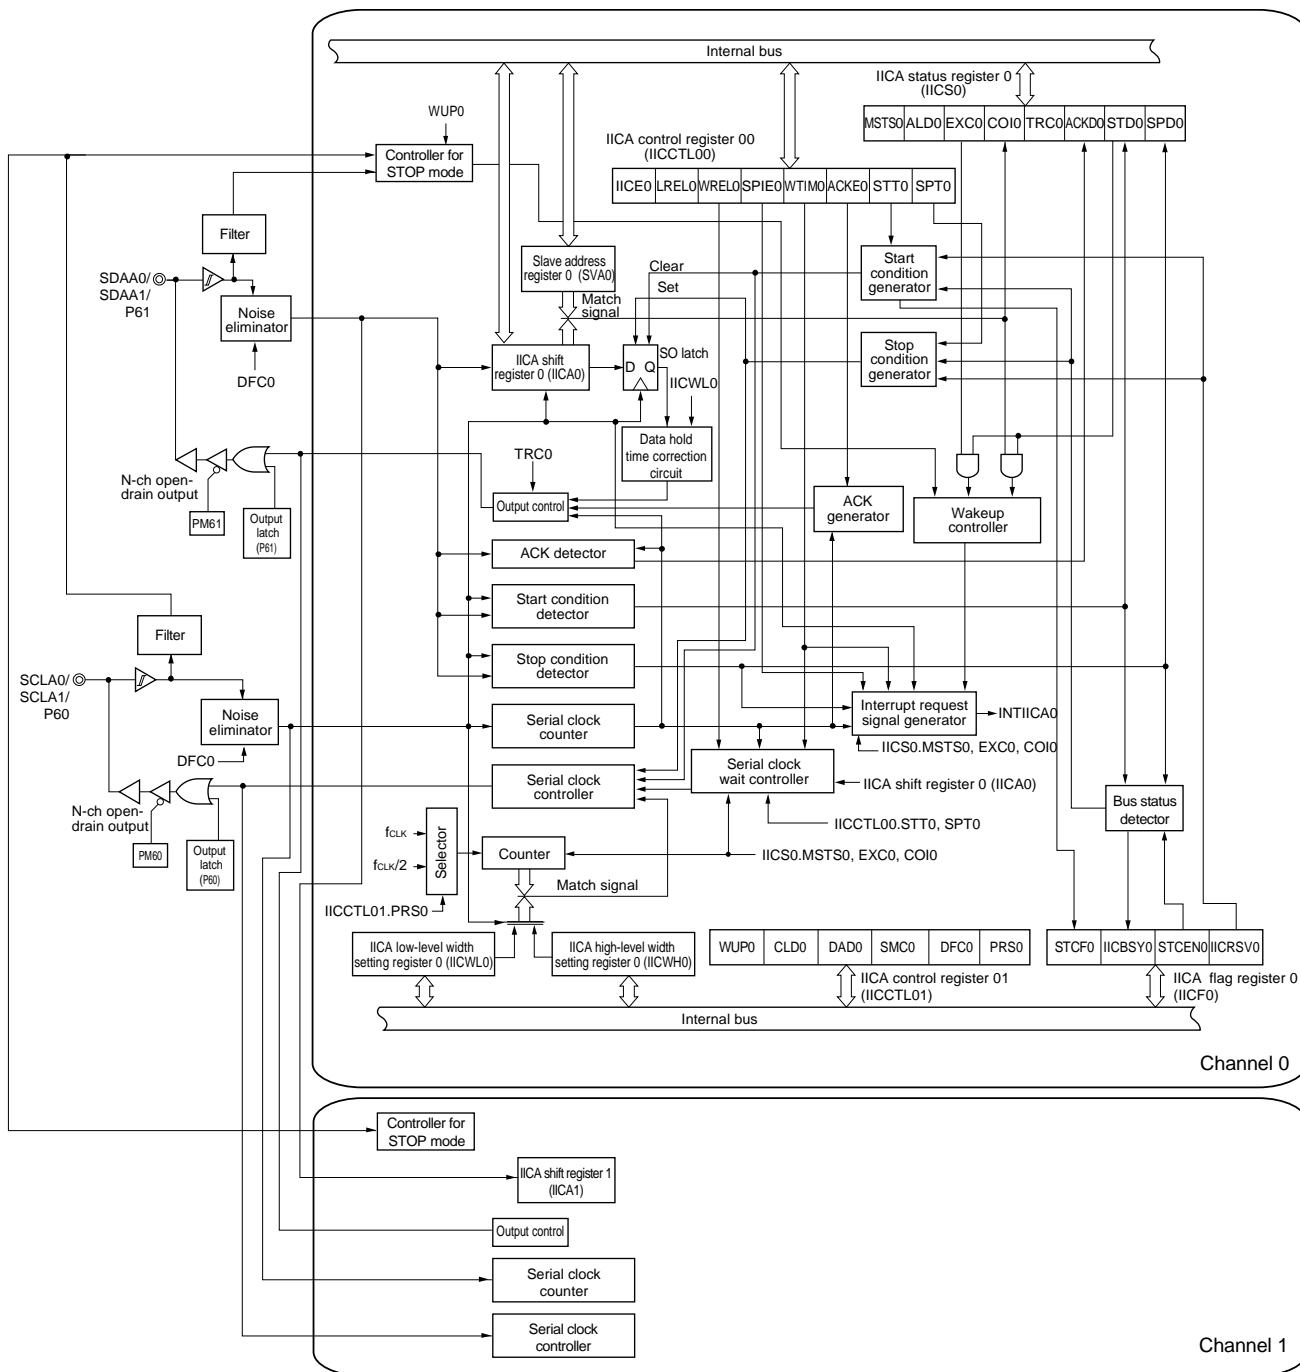 Internal bus
IICA status register 0
(IICS0)
MSTS0 ALD0 EXC0 COI0 TRC0 ACKD0 STD0 SPD0
WUP0
Controller for
STOP mode
IICA control register 00
(IICCTL00)
IICE0 LREL0 WREL0 SPIE0 WTIM0 ACKE0 STT0 SPT0
Filter
SDAA0/
SDAA1/
P61
Noise
eliminator
DFC0
Slave address
register 0 (SVA0)
Clear
Set
Match
signal
Start
condition
generator
Stop
condition
generator
IICA shift
register 0 (IICA0)
SO latch
D Q
IICWL0
Data hold
time correction
circuit
TRC0
Output control
ACK
generator
Wakeup
controller
N-ch open-
drain output
PM61
Output
latch
(P61)
ACK detector
Start condition
detector
Stop condition
detector
Filter
SCLA0/
SCLA1/
P60
Noise
eliminator
DFC0
Serial clock
counter
Interrupt request
signal generator
INTIICA0
IICS0.MSTS0, EXC0, COI0
Serial clock
wait controller
IICA shift register 0 (IICA0)
Serial clock
controller
IICCTL00.STT0, SPT0
Bus status
detector
N-ch open-
drain output
PM60
Output
latch
(P60)
fCLK
fCLK/2
Selector
Counter
IICS0.MSTS0, EXC0, COI0
Match signal
IICCTL01.PRS0
IICA low-level width
setting register 0 (IICWL0)
IICA high-level width
setting register 0 (IICWH0)
WUP0 CLD0 DAD0 SMC0 DFC0 PRS0
STCF0 IICBSY0 STCEN0 IICRSV0
IICA control register 01
(IICCTL01)
IICA flag register 0
(IICF0)
Internal bus
Channel 0
Controller for
STOP mode
IICA shift register 1
(IICA1)
Output control
Serial clock
counter
Serial clock
controller
Channel 1